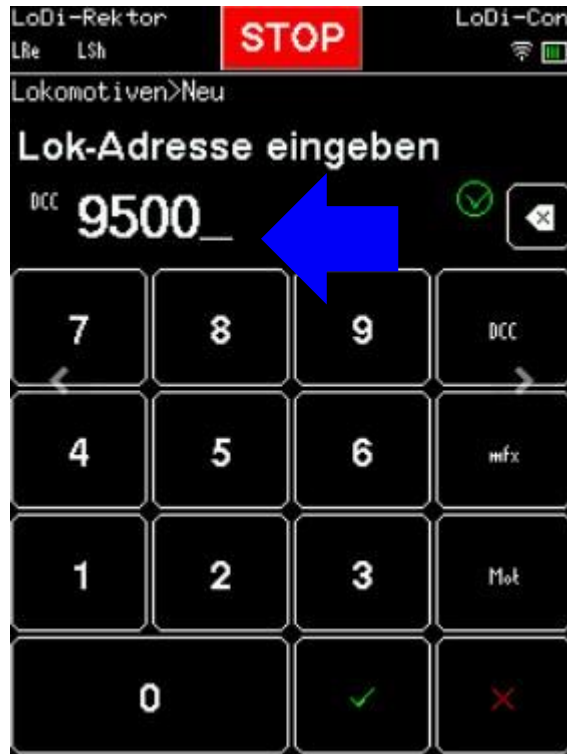 LoDi-Rektor STOP LoDi-Con
LRe LSh
Lokomotiven>Neu
Lok-Adresse eingeben
DCC 9500_
7 8 9 DCC
4 5 6 mfx
1 2 3 Mot
0